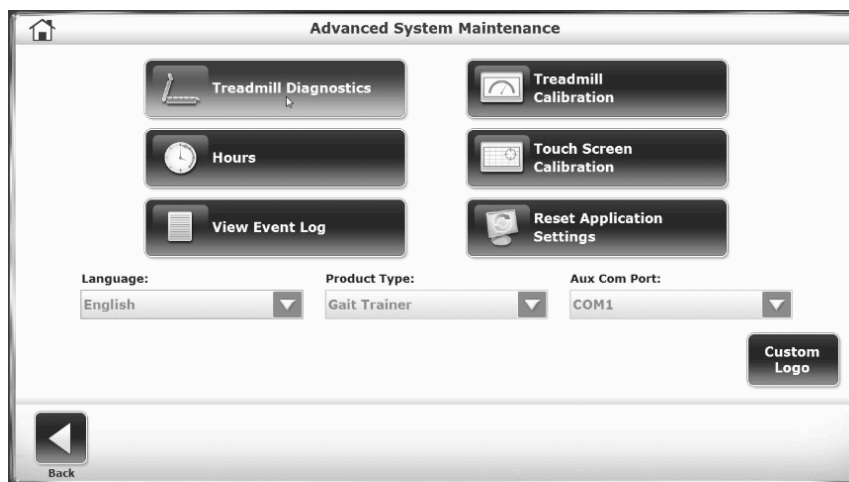 Advanced System Maintenance
Treadmill Diagnostics
Treadmill
Calibration
Hours
Touch Screen
Calibration
View Event Log
Reset Application
Settings
Language:
Product Type:
Aux Com Port:
English
Gait Trainer
COM1
Custom
Logo
Back